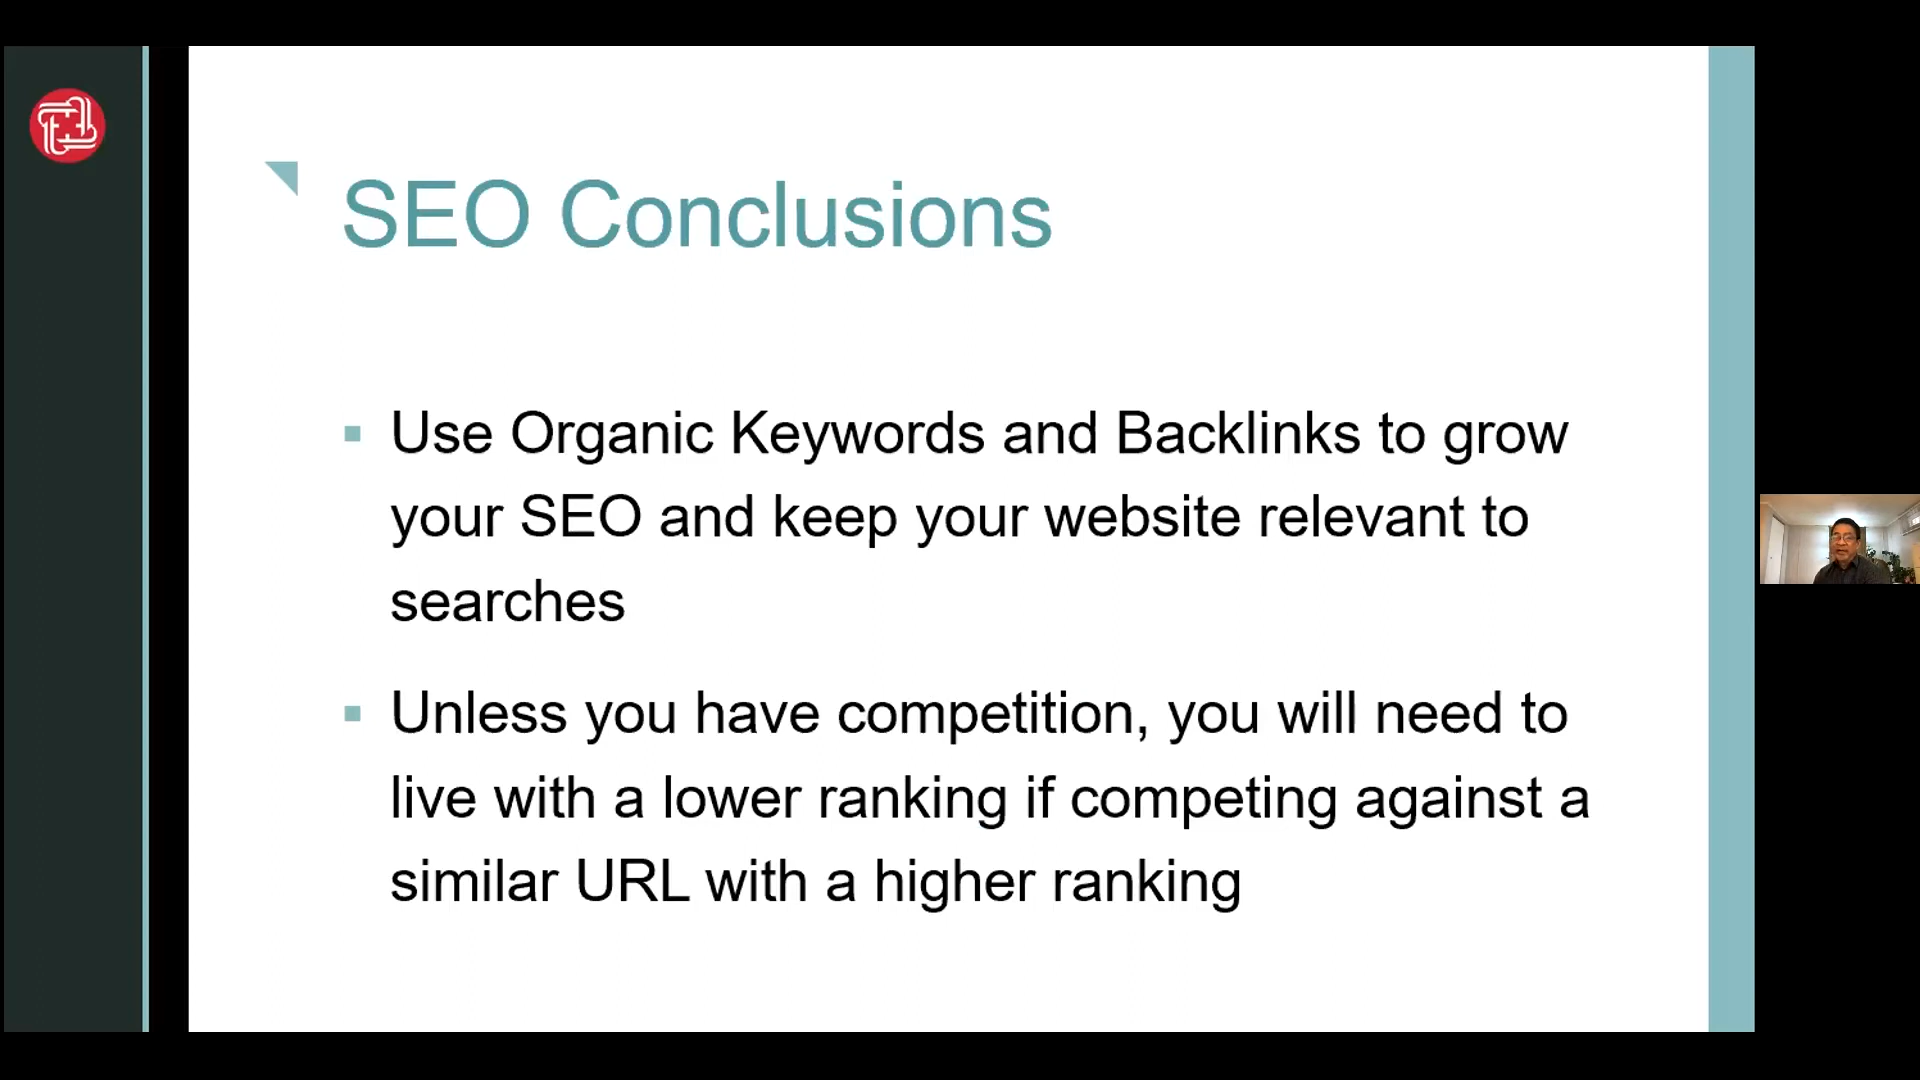 SEO Conclusions
Use Organic Keywords and Backlinks to grow
your SEO and keep your website relevant to
searches
Unless you have competition, you will need to
live with a lower ranking if competing against a
similar URL with a higher ranking